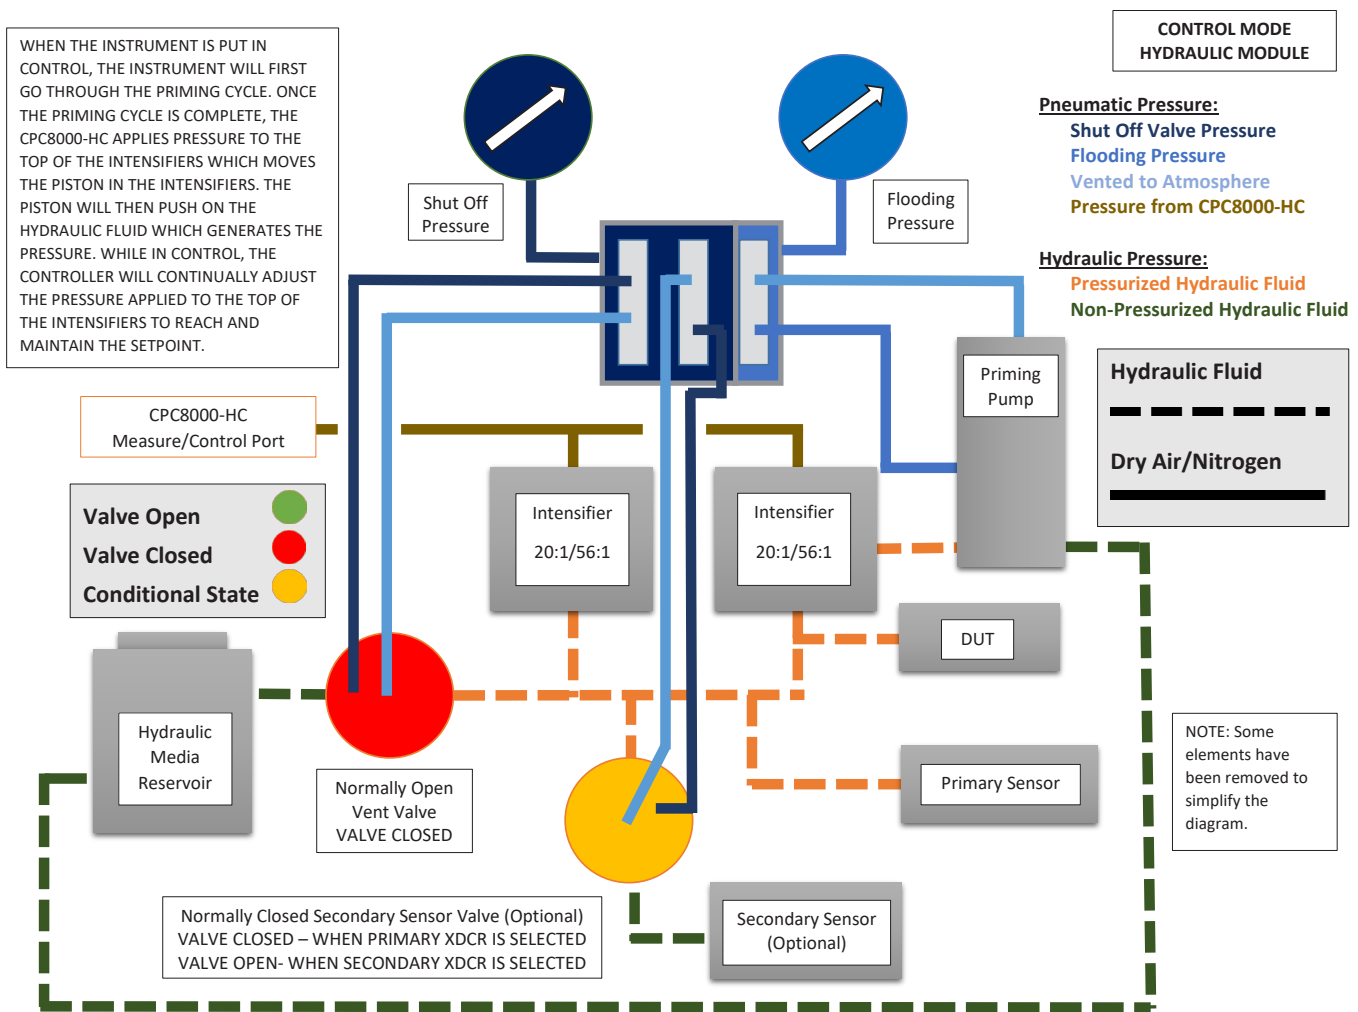 WHEN THE INSTRUMENT IS PUT IN
CONTROL, THE INSTRUMENT WILL FIRST
GO THROUGH THE PRIMING CYCLE. ONCE
THE PRIMING CYCLE IS COMPLETE, THE
CPC8000-HC APPLIES PRESSURE TO THE
TOP OF THE INTENSIFIERS WHICH MOVES
THE PISTON IN THE INTENSIFIERS. THE
PISTON WILL THEN PUSH ON THE
HYDRAULIC FLUID WHICH GENERATES THE
PRESSURE. WHILE IN CONTROL, THE
CONTROLLER WILL CONTINUALLY ADJUST
THE PRESSURE APPLIED TO THE TOP OF
THE INTENSIFIERS TO REACH AND
MAINTAIN THE SETPOINT.
Shut Off
Pressure
Flooding
Pressure
CONTROL MODE
HYDRAULIC MODULE
Pneumatic Pressure:
Shut Off Valve Pressure
Flooding Pressure
Vented to Atmosphere
Pressure from CPC8000-HC
Hydraulic Pressure:
Pressurized Hydraulic Fluid
Non-Pressurized Hydraulic Fluid
Hydraulic Fluid
Dry Air/Nitrogen
Priming
Pump
CPC8000-HC
Measure/Control Port
Valve Open
Valve Closed
Conditional State
Intensifier
20:1/56:1
Intensifier
20:1/56:1
DUT
Hydraulic
Media
Reservoir
Normally Open
Vent Valve
VALVE CLOSED
Primary Sensor
NOTE: Some
elements have
been removed to
simplify the
diagram.
Normally Closed Secondary Sensor Valve (Optional)
VALVE CLOSED – WHEN PRIMARY XDCR IS SELECTED
VALVE OPEN- WHEN SECONDARY XDCR IS SELECTED
Secondary Sensor
(Optional)